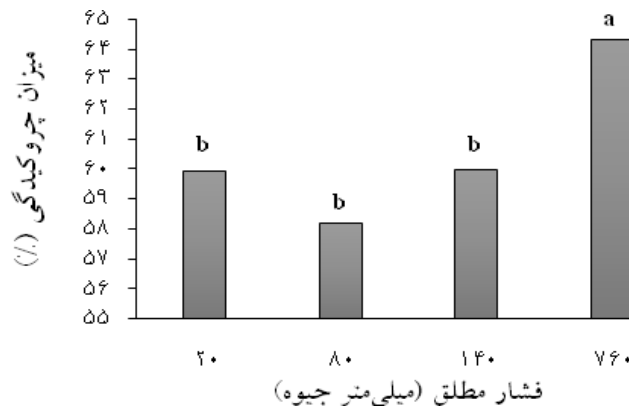 میزان چروکیدگی (٪)
۶۵
۶۴
۶۳
۶۲
۶۱
۶۰
۵۹
۵۸
۵۷
۵۶
۵۵
b
b
b
a
۲۰ ۸۰ ۱۴۰ ۷۶۰
فشار مطلق (میلی‌منر جیوه)